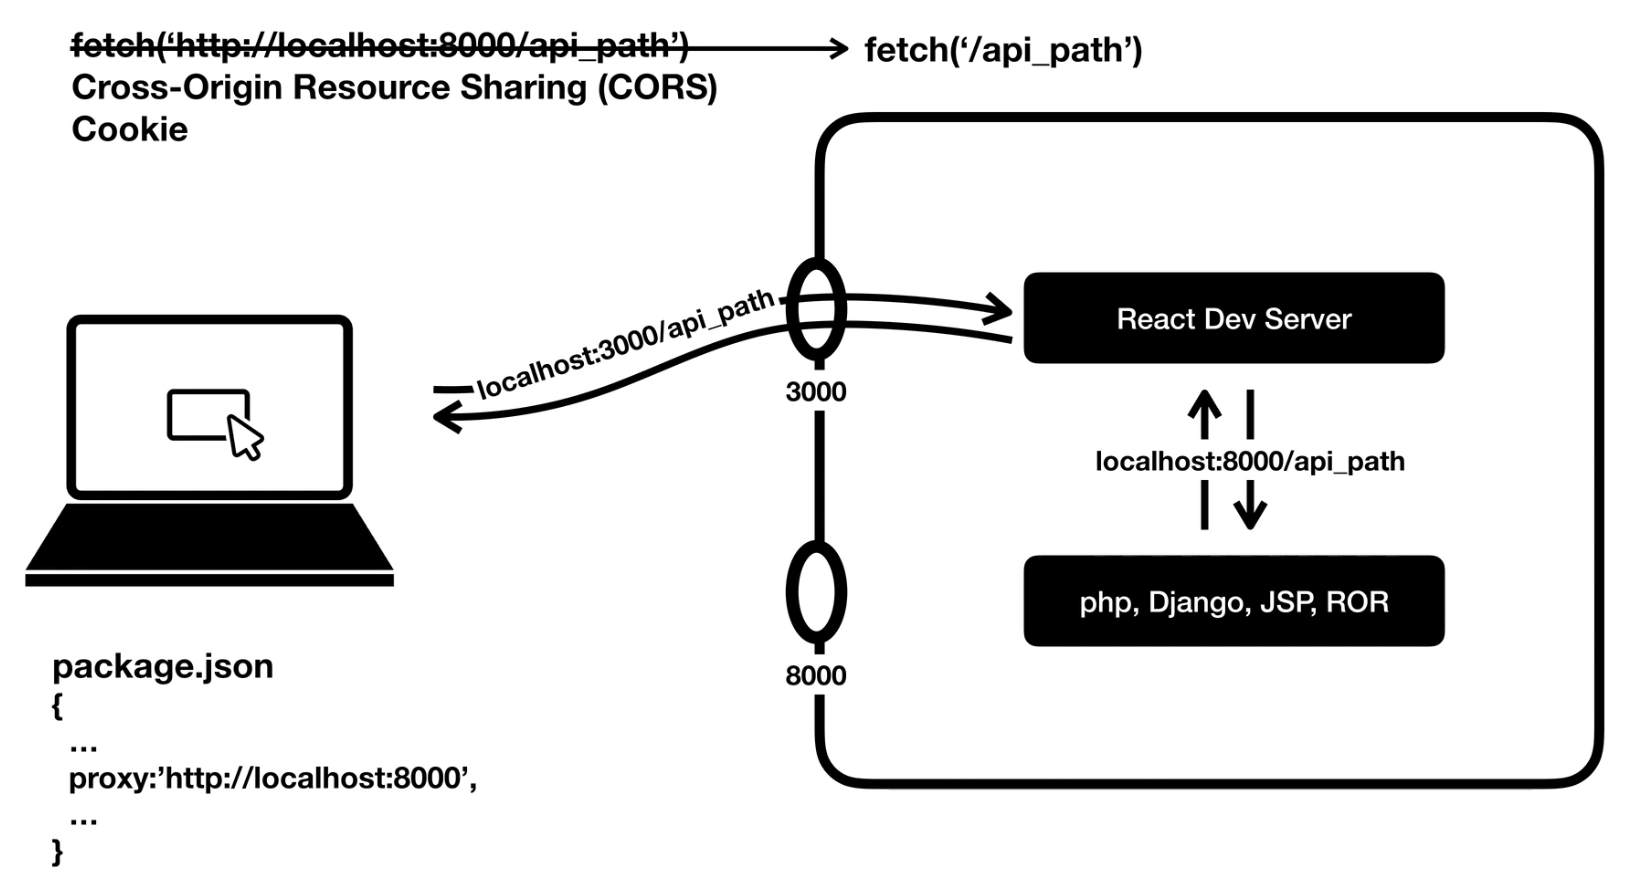 fetch(‘http://localhost:8000/api_path’)
fetch(‘/api_path’)
Cross-Origin Resource Sharing (CORS)
Cookie
localhost:3000/api_path
React Dev Server
3000
localhost:8000/api_path
php, Django, JSP, ROR
8000
package.json
{
...
proxy:’http://localhost:8000’,
...
}